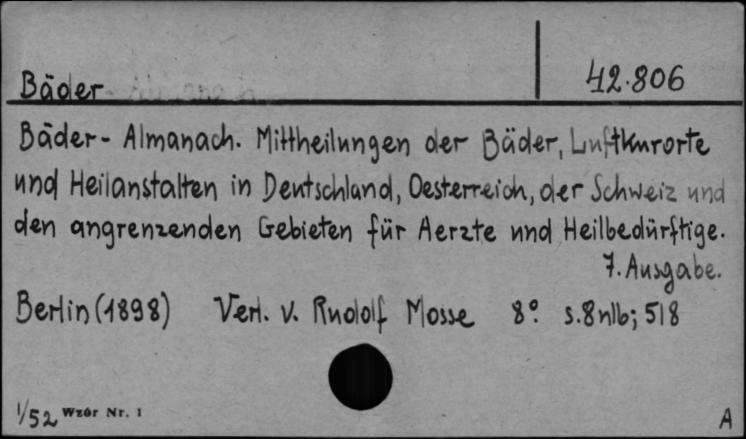 Bäder
42.806
Bäder- Almanach. Mittheilungen der Bäder, Luftkurorte
und Heilanstalten in Deutschland, Oesterreich, der Schweiz und
den angrenzenden Gebieten für Aerzte und Heilbedürftige.
7. Ausgabe.
Berlin (1898) Verl. v. Rudolf Mosse 8° s. 8nlb; 518
1/52 Wzór Nr. 1
A